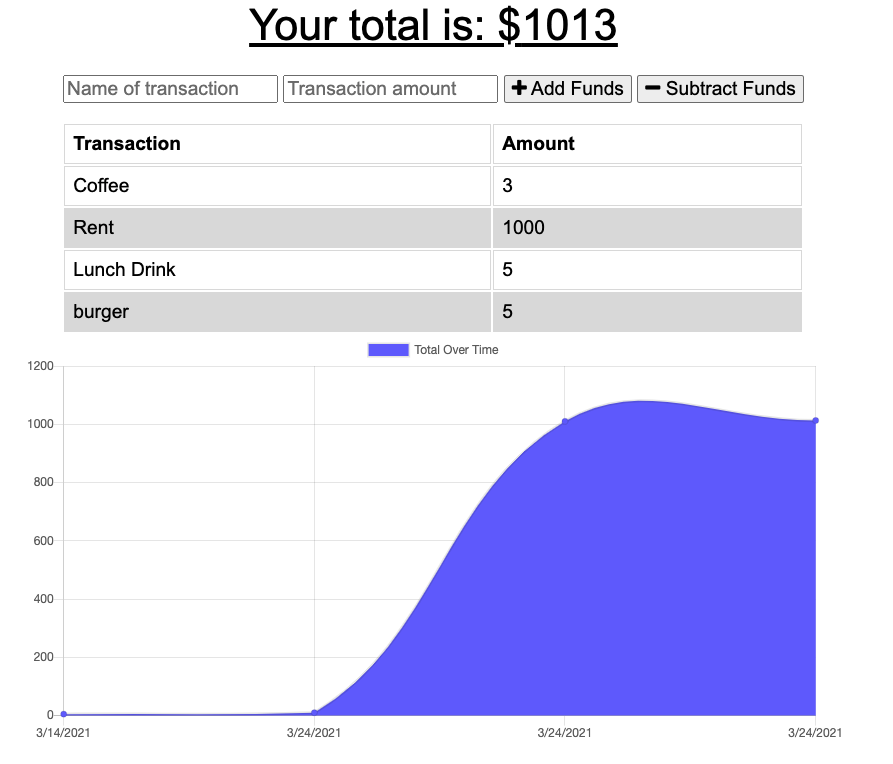 Your total is: $1013
Name of transaction Transaction amount + Add Funds − Subtract Funds
Transaction Amount
Coffee 3
Rent 1000
Lunch Drink 5
burger 5
Total Over Time
1200
1000
800
600
400
200
0
3/14/2021 3/24/2021 3/24/2021 3/24/2021